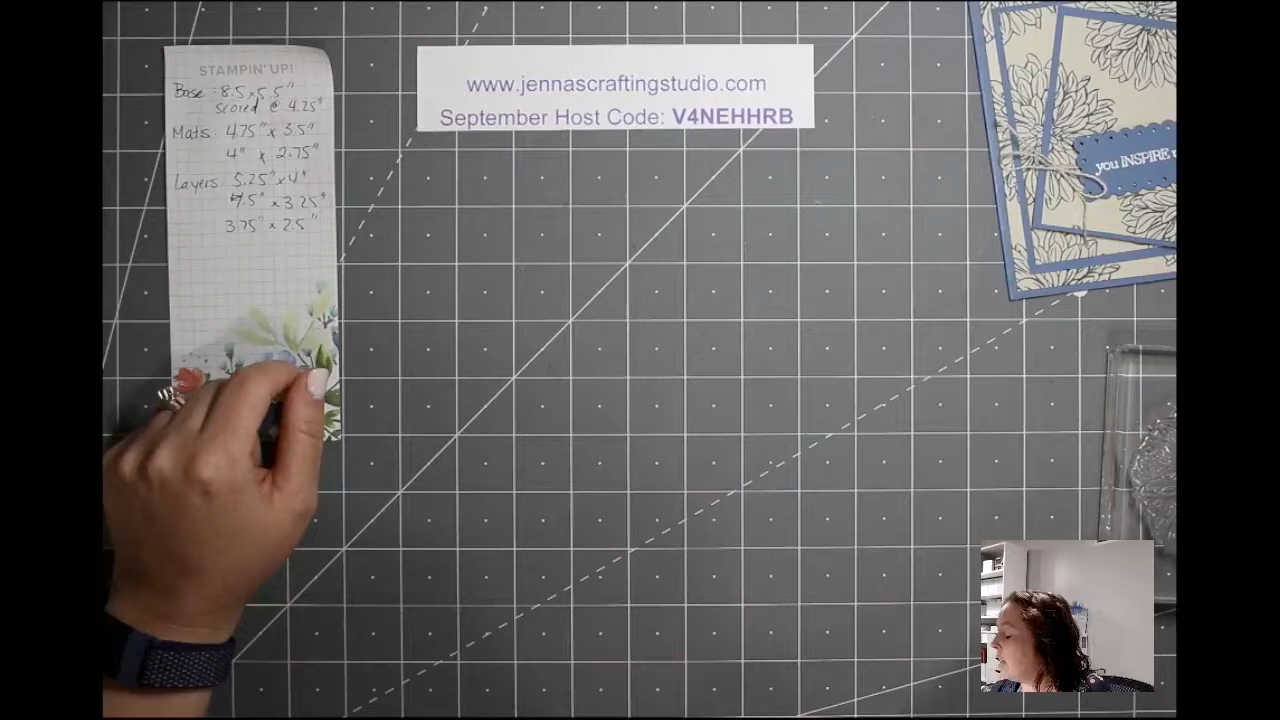 STAMPIN' UP!
Base: 8.5 x 5.5"
scored @ 4.25"
Mats: 4.75" x 3.5"
4" x 2.75"
Layers 5.25" x 4"
4.5" x 3.25"
3.75" x 2.5"
www.jennascraftingstudio.com
September Host Code: V4NEHHRB
you INSPIRE